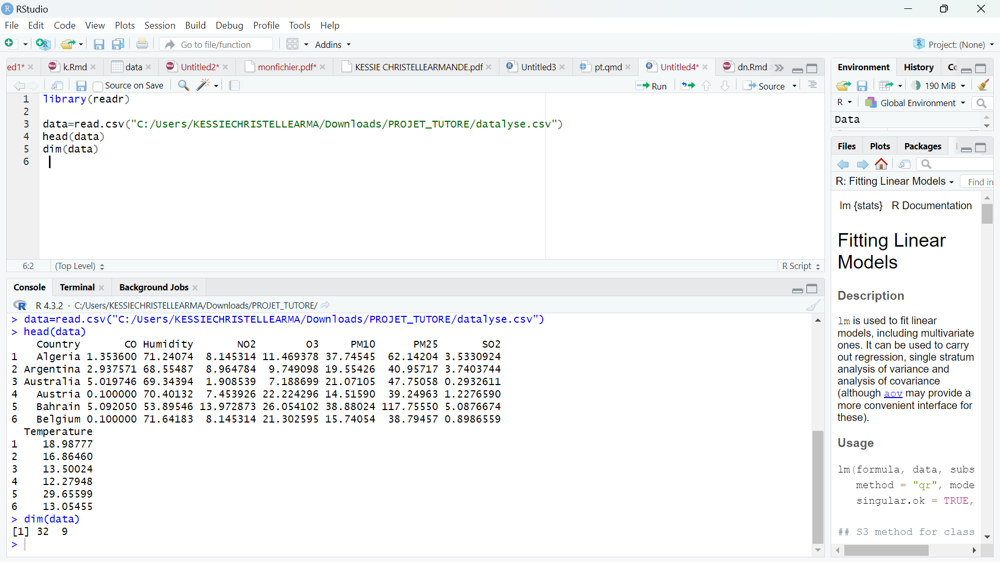 RStudio
File Edit Code View Plots Session Build Debug Profile Tools Help
Go to file/function Addins Project: (None)
ed1* k.Rmd data Untitled2* monfichier.pdf* KESSIE CHRISTELLEARMANDE.pdf Untitled3 pt.qmd Untitled4* dn.Rmd
Source on Save Run Source
1 library(readr)
2
3 data=read.csv("C:/Users/KESSIECHRISTELLEARMA/Downloads/PROJET_TUTORE/datalyse.csv")
4 head(data)
5 dim(data)
6
6:2 (Top Level) R Script
Console Terminal Background Jobs
R 4.3.2 · C:/Users/KESSIECHRISTELLEARMA/Downloads/PROJET_TUTORE/
> data=read.csv("C:/Users/KESSIECHRISTELLEARMA/Downloads/PROJET_TUTORE/datalyse.csv")
> head(data)
Country CO Humidity NO2 O3 PM10 PM25 SO2
1 Algeria 1.353600 71.24074 8.145314 11.469378 37.74545 62.14204 3.5330924
2 Argentina 2.937571 68.55487 8.964784 9.749098 19.55426 40.95717 3.7403744
3 Australia 5.019746 69.34394 1.908539 7.188699 21.07105 47.75058 0.2932611
4 Austria 0.100000 70.40132 7.453926 22.224296 14.51590 39.24963 1.2276590
5 Bahrain 5.092050 53.89546 13.972873 26.054102 38.88024 117.75550 5.0876674
6 Belgium 0.100000 71.64183 8.145314 21.302595 15.74054 38.79457 0.8986559
Temperature
1 18.98777
2 16.86460
3 13.50024
4 12.27948
5 29.65599
6 13.05455
> dim(data)
[1] 32 9
>
Environment History Co
190 MiB
R Global Environment
Data
Files Plots Packages
R: Fitting Linear Models Find in
lm {stats} R Documentation
Fitting Linear
Models
Description
lm is used to fit linear
models, including multivariate
ones. It can be used to carry
out regression, single stratum
analysis of variance and
analysis of covariance
(although aov may provide a
more convenient interface for
these).
Usage
lm(formula, data, subs
method = "qr", mode
singular.ok = TRUE,
## S3 method for class